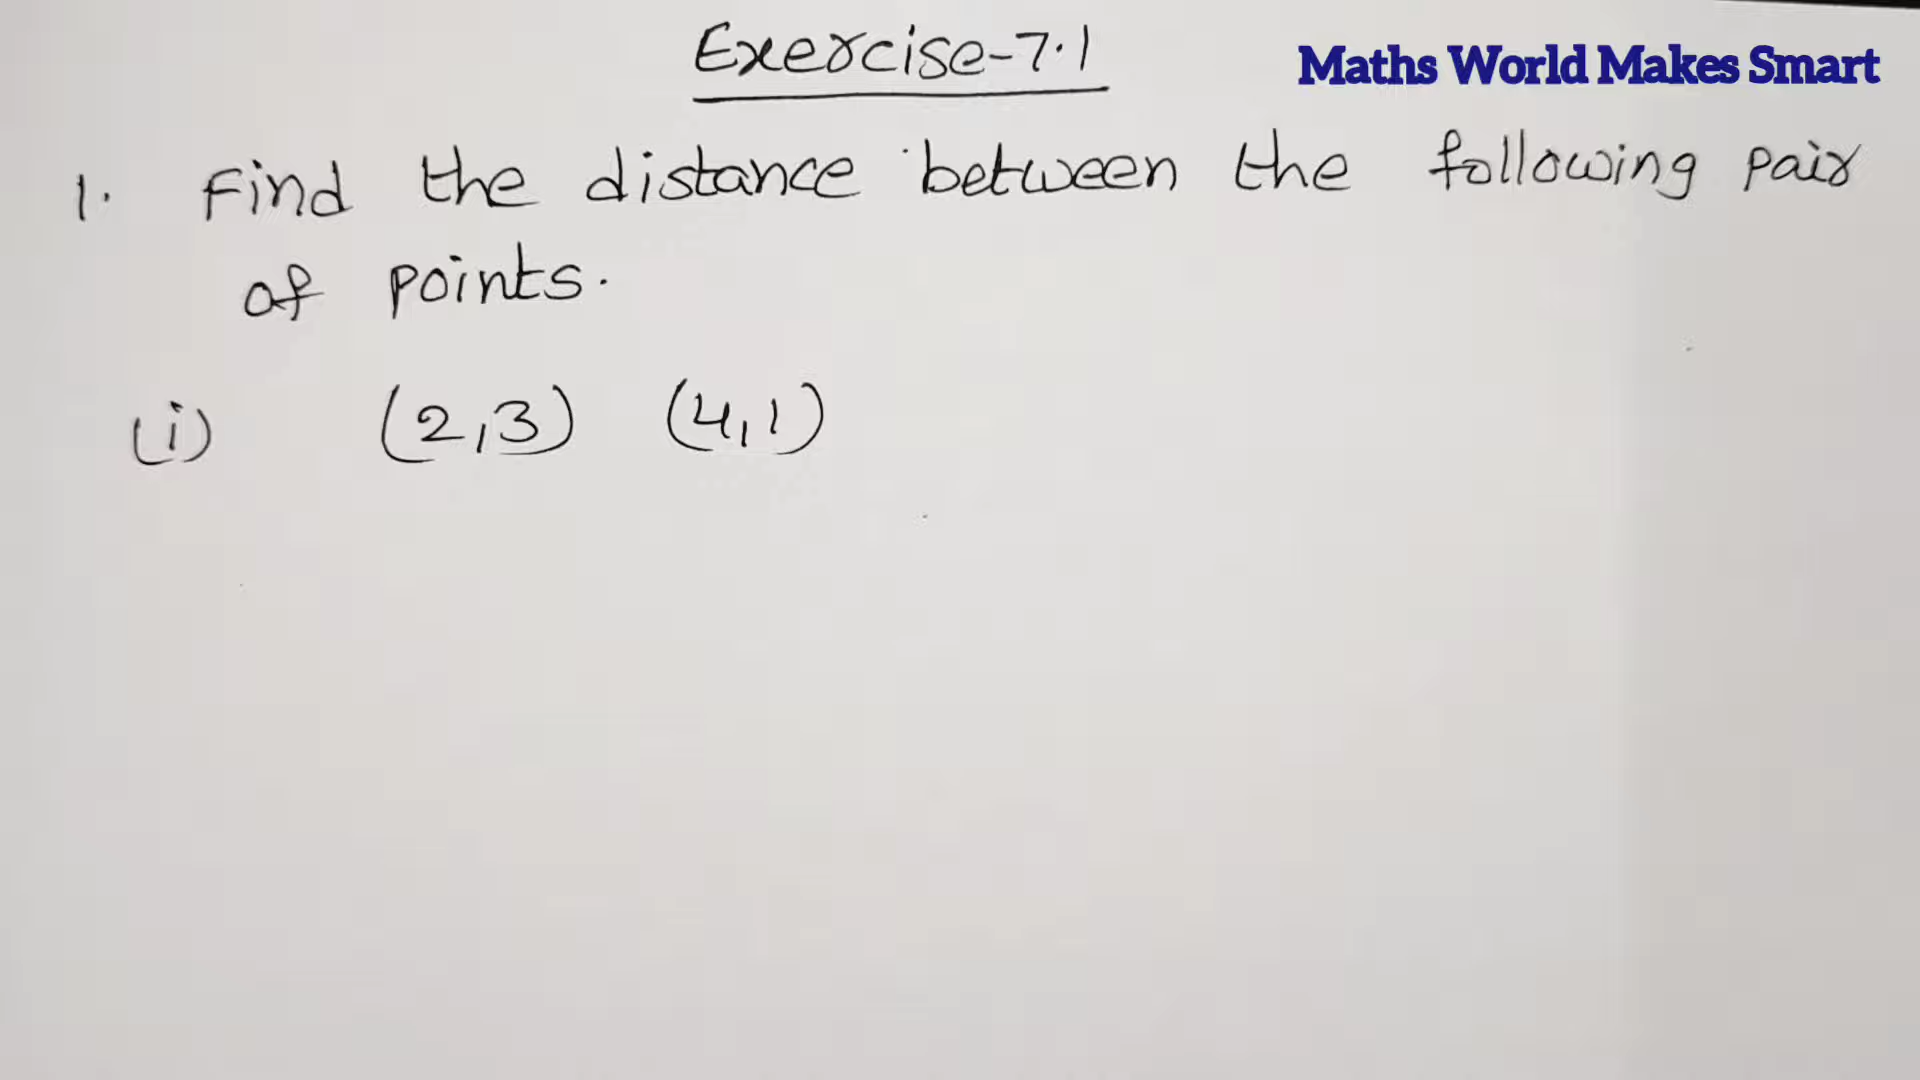 Exercise-7.1
Maths World Makes Smart
1. Find the distance between the following pair
of points.
(i) (2,3) (4,1)